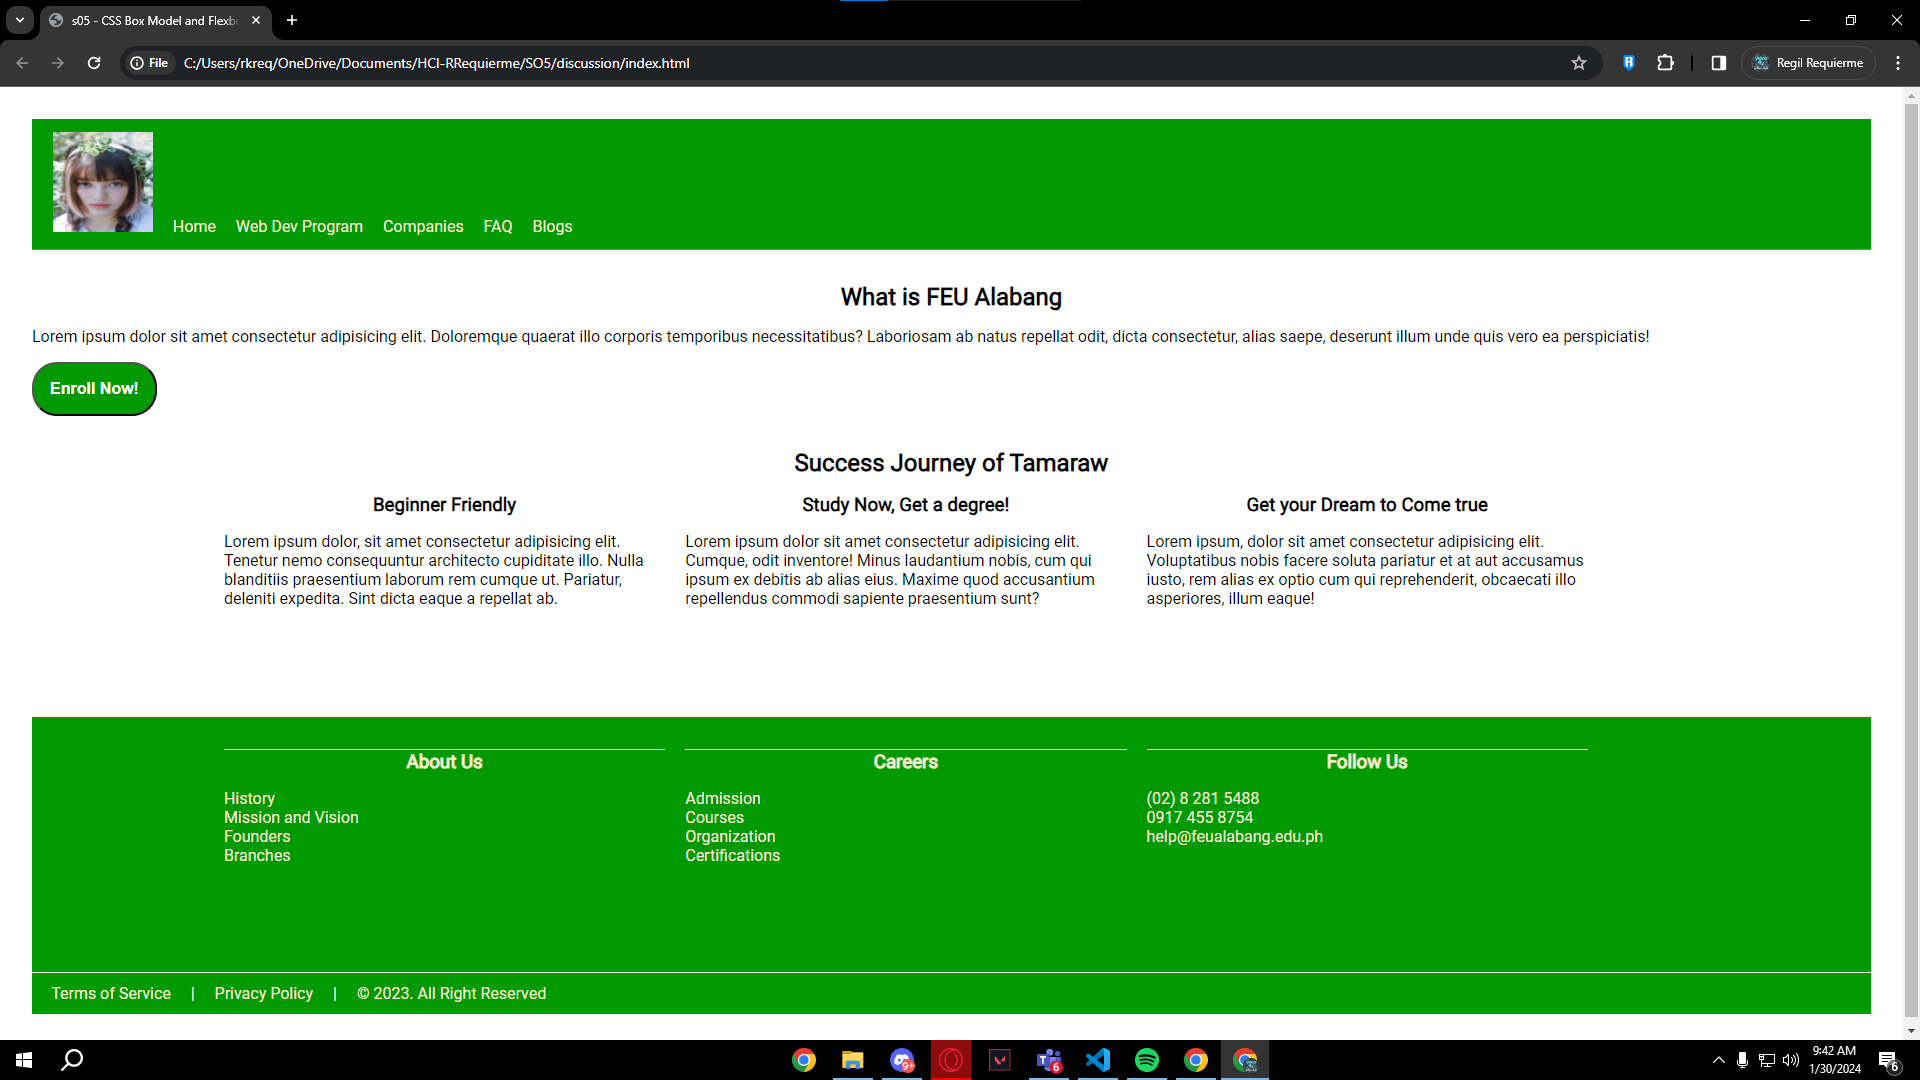 s05 - CSS Box Model and Flexbo
File
C:/Users/rkreq/OneDrive/Documents/HCI-RRequierme/SO5/discussion/index.html
Regil Requierme
Home Web Dev Program Companies FAQ Blogs
What is FEU Alabang
Lorem ipsum dolor sit amet consectetur adipisicing elit. Doloremque quaerat illo corporis temporibus necessitatibus? Laboriosam ab natus repellat odit, dicta consectetur, alias saepe, deserunt illum unde quis vero ea perspiciatis!
Enroll Now!
Success Journey of Tamaraw
Beginner Friendly
Lorem ipsum dolor, sit amet consectetur adipisicing elit.
Tenetur nemo consequuntur architecto cupiditate illo. Nulla
blanditiis praesentium laborum rem cumque ut. Pariatur,
deleniti expedita. Sint dicta eaque a repellat ab.
Study Now, Get a degree!
Lorem ipsum dolor sit amet consectetur adipisicing elit.
Cumque, odit inventore! Minus laudantium nobis, cum qui
ipsum ex debitis ab alias eius. Maxime quod accusantium
repellendus commodi sapiente praesentium sunt?
Get your Dream to Come true
Lorem ipsum, dolor sit amet consectetur adipisicing elit.
Voluptatibus nobis facere soluta pariatur et at aut accusamus
iusto, rem alias ex optio cum qui reprehenderit, obcaecati illo
asperiores, illum eaque!
About Us
History
Mission and Vision
Founders
Branches
Careers
Admission
Courses
Organization
Certifications
Follow Us
(02) 8 281 5488
0917 455 8754
help@feualabang.edu.ph
Terms of Service | Privacy Policy | © 2023. All Right Reserved
9+
6
9:42 AM
1/30/2024
6